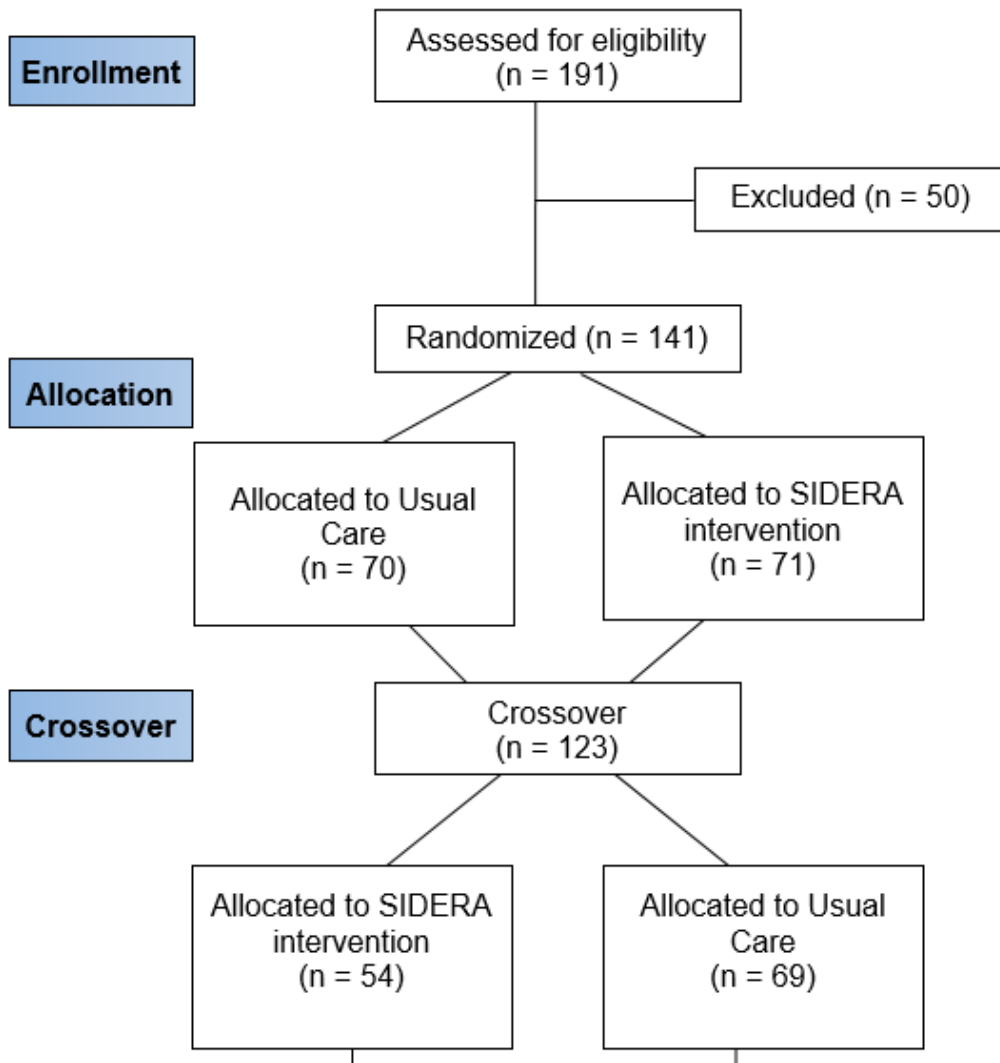 Enrollment
Assessed for eligibility
(n = 191)
Excluded (n = 50)
Randomized (n = 141)
Allocation
Allocated to Usual
Care
(n = 70)
Allocated to SIDERA
intervention
(n = 71)
Crossover
Crossover
(n = 123)
Allocated to SIDERA
intervention
(n = 54)
Allocated to Usual
Care
(n = 69)